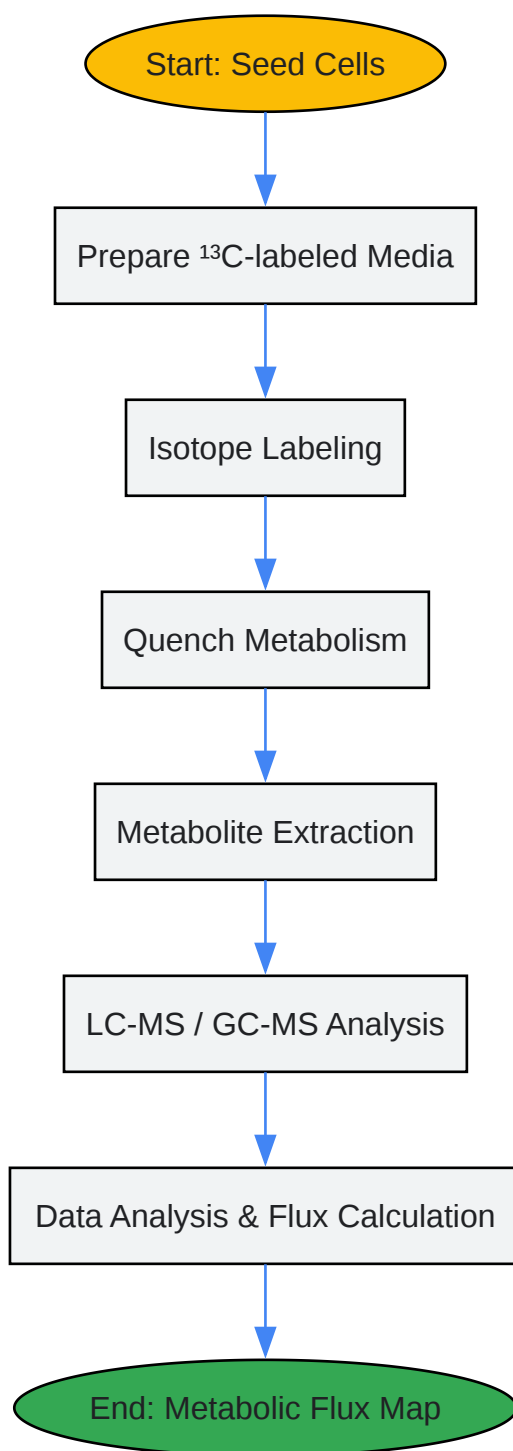 Start: Seed Cells
Prepare ¹³C-labeled Media
Isotope Labeling
Quench Metabolism
Metabolite Extraction
LC-MS / GC-MS Analysis
Data Analysis & Flux Calculation
End: Metabolic Flux Map